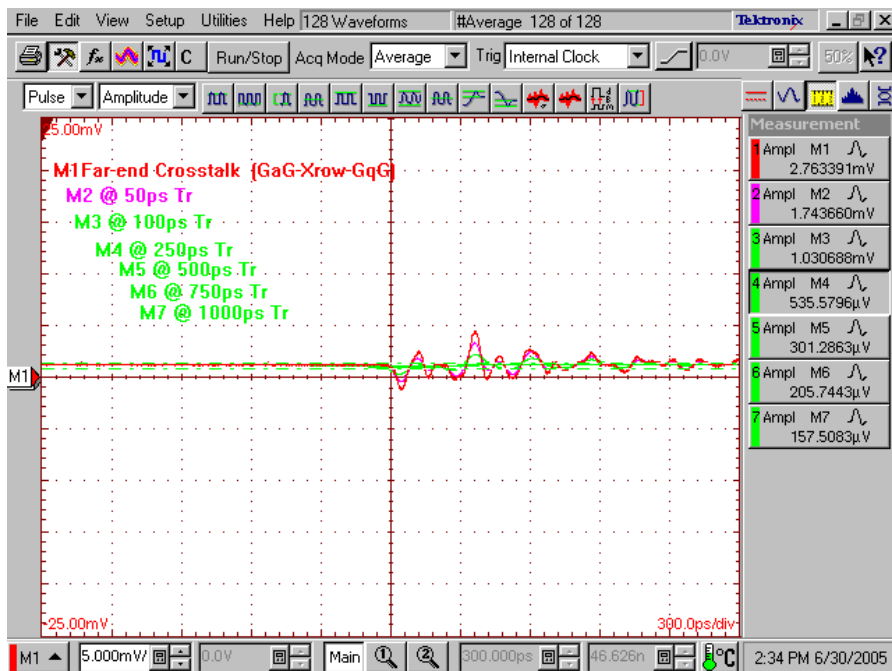 File Edit View Setup Utilities Help 128 Waveforms #Average 128 of 128 Tektronix
C Run/Stop Acq Mode Average Trig Internal Clock 0.0V 50%
Pulse Amplitude
25.00mV
M1Far-end Crosstalk (GaG-Xrow-GqG)
M2 @ 50ps Tr
M3 @ 100ps Tr
M4 @ 250ps Tr
M5 @ 500ps Tr
M6 @ 750ps Tr
M7 @ 1000ps Tr
M1
-25.00mV
300.0ps/div
Measurement
1 Ampl M1
2.763391mV
2 Ampl M2
1.743660mV
3 Ampl M3
1.030688mV
4 Ampl M4
535.5796µV
5 Ampl M5
301.2863µV
6 Ampl M6
205.7443µV
7 Ampl M7
157.5083µV
M1 5.000mV/ 0.0V Main 1 2 300.000ps 46.626n °C 2:34 PM 6/30/2005